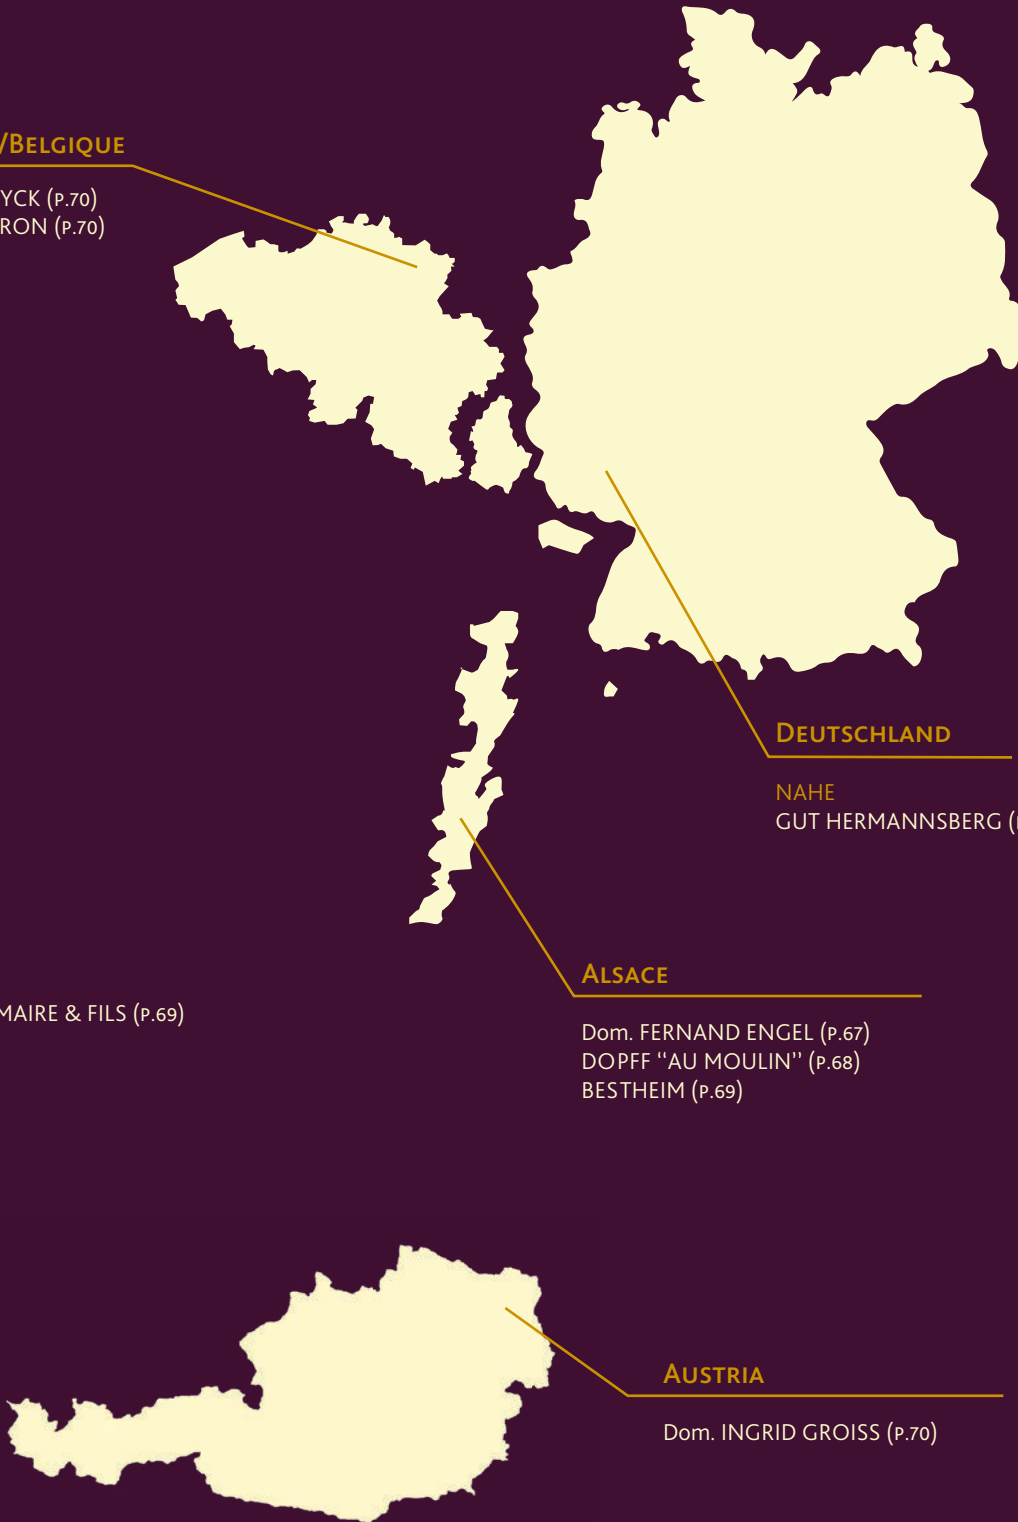 /BELGIQUE
YCK (P.70)
RON (P.70)
DEUTSCHLAND
NAHE
GUT HERMANNSBERG (
ALSACE
Dom. FERNAND ENGEL (P.67)
DOPFF “AU MOULIN” (P.68)
BESTHEIM (P.69)
MAIRE & FILS (P.69)
AUSTRIA
Dom. INGRID GROISS (P.70)